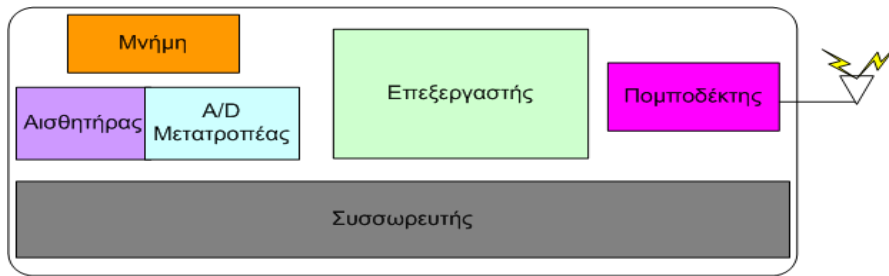 Μνήμη
Αισθητήρας
A/D
Μετατροπέας
Επεξεργαστής
Πομποδέκτης
Συσσωρευτής